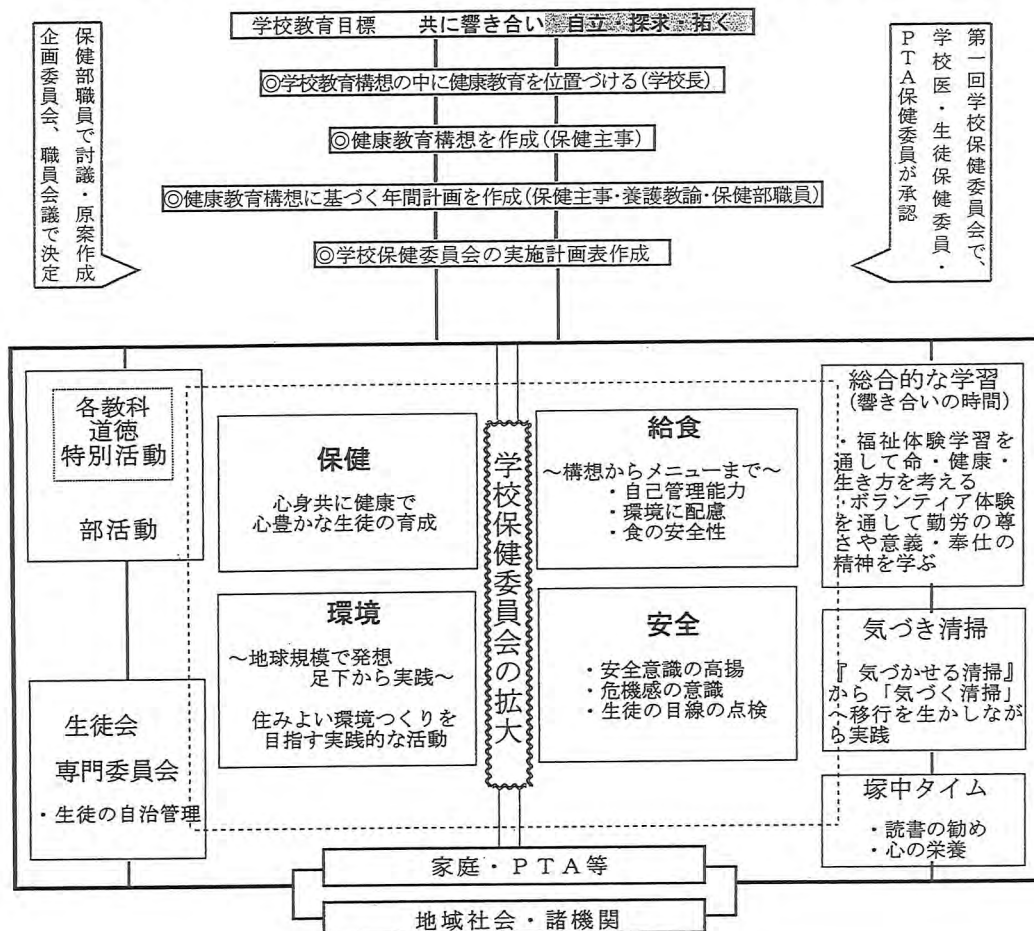 学校教育目標　共に響き合い　自立・探求・拓く
◎学校教育構想の中に健康教育を位置づける(学校長)
◎健康教育構想を作成(保健主事)
◎健康教育構想に基づく年間計画を作成(保健主事・養護教諭・保健部職員)
◎学校保健委員会の実施計画表作成
保健部職員で討議・原案作成
企画委員会、職員会議で決定
第一回学校保健委員会で、
学校医・生徒保健委員・
PTA保健委員が承認
各教科
道徳
特別活動
部活動
生徒会
専門委員会
・生徒の自治管理
保健
心身共に健康で
心豊かな生徒の育成
環境
〜地球規模で発想
足下から実践〜
住みよい環境つくりを
目指す実践的な活動
学校保健委員会の拡大
給食
〜構想からメニューまで〜
・自己管理能力
・環境に配慮
・食の安全性
安全
・安全意識の高揚
・危機感の意識
・生徒の目線の点検
総合的な学習
(響き合いの時間)
・福祉体験学習を
通して命・健康・
生き方を考える
・ボランティア体験
を通して勤労の尊
さや意義・奉仕の
精神を学ぶ
気づき清掃
『気づかせる清掃』
から「気づく清掃」
へ移行を生かしなが
ら実践
塚中タイム
・読書の勧め
・心の栄養
家庭・PTA等
地域社会・諸機関